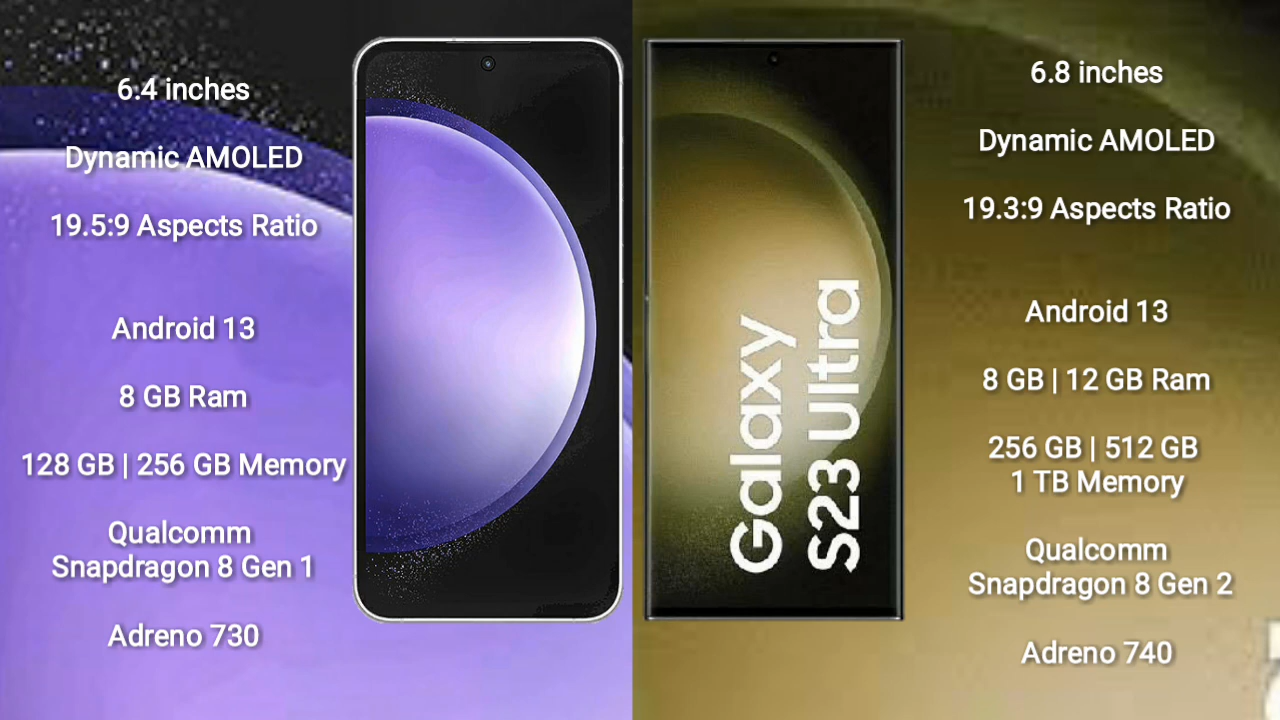 6.4 inches
Dynamic AMOLED
19.5:9 Aspects Ratio
Android 13
8 GB Ram
128 GB | 256 GB Memory
Qualcomm
Snapdragon 8 Gen 1
Adreno 730
Galaxy
S23 Ultra
6.8 inches
Dynamic AMOLED
19.3:9 Aspects Ratio
Android 13
8 GB | 12 GB Ram
256 GB | 512 GB
1 TB Memory
Qualcomm
Snapdragon 8 Gen 2
Adreno 740